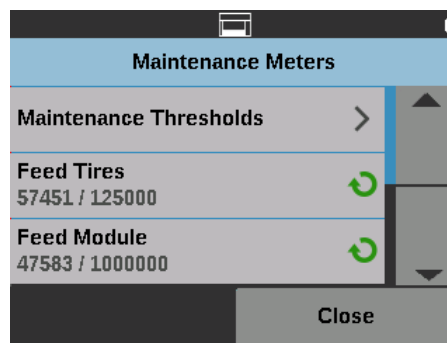 Maintenance Meters
Maintenance Thresholds
Feed Tires
57451 / 125000
Feed Module
47583 / 1000000
Close